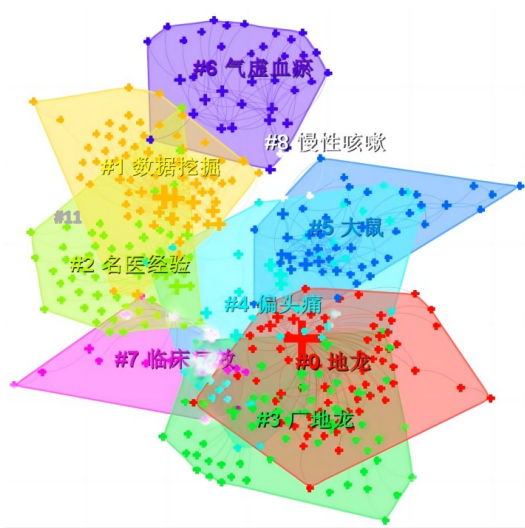 #6 气虚血瘀
#8 慢性咳嗽
#1 数据挖掘
#11
#5 大鼠
#2 名医经验
#4 偏头痛
#7 临床
#0 地龙
#3 广地龙